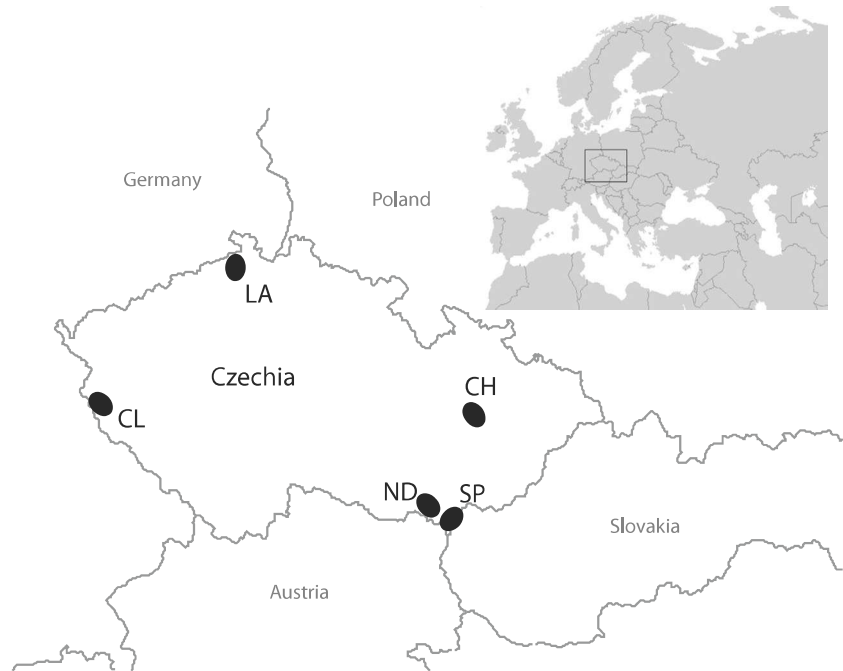 Germany
Poland
LA
Czechia
CH
CL
ND
SP
Slovakia
Austria